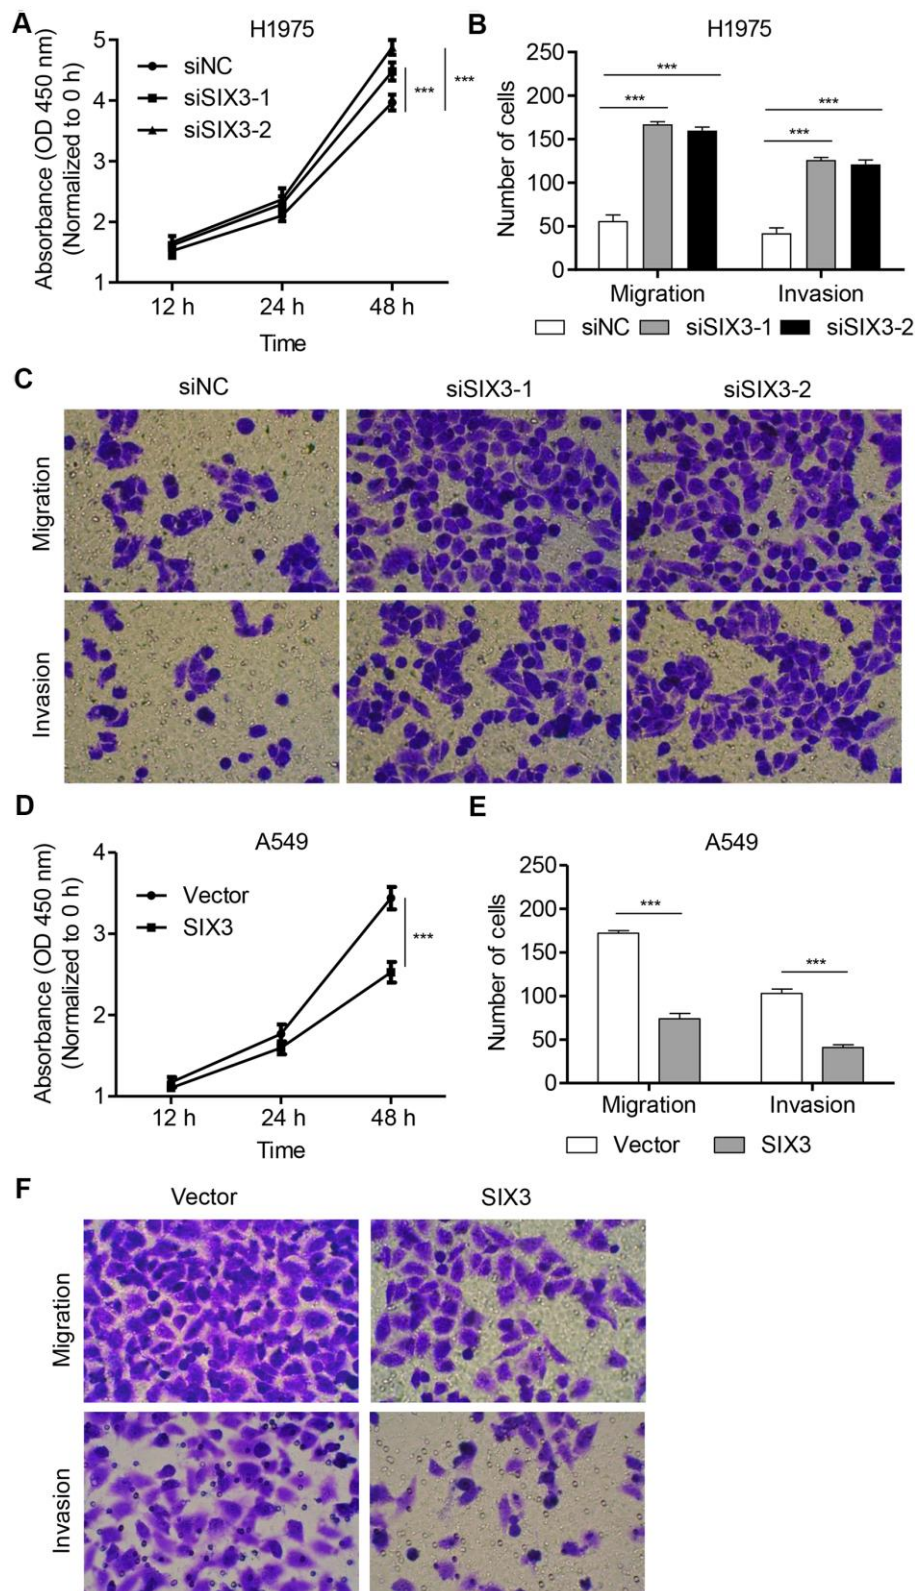 A
H1975
Absorbance (OD 450 nm)
(Normalized to 0 h)
5
4
3
2
1
siNC
siSIX3-1
siSIX3-2
***
***
12 h
24 h
48 h
Time
B
H1975
Number of cells
250
200
150
100
50
0
***
***
***
***
Migration
Invasion
siNC
siSIX3-1
siSIX3-2
C
siNC
siSIX3-1
siSIX3-2
Migration
Invasion
D
A549
Absorbance (OD 450 nm)
(Normalized to 0 h)
4
3
2
1
Vector
SIX3
***
12 h
24 h
48 h
Time
E
A549
Number of cells
250
200
150
100
50
0
***
***
Migration
Invasion
Vector
SIX3
F
Vector
SIX3
Migration
Invasion